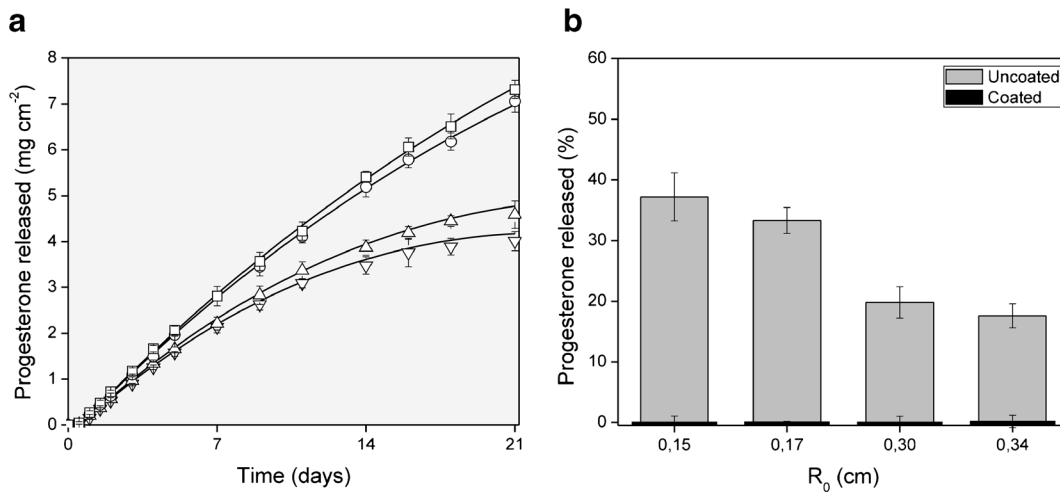 a
Progesterone released (mg cm⁻²)
8
7
6
5
4
3
2
1
0
0 7 14 21
Time (days)
b
Progesterone released (%)
60
50
40
30
20
10
0
Uncoated
Coated
0,15 0,17 0,30 0,34
R₀ (cm)